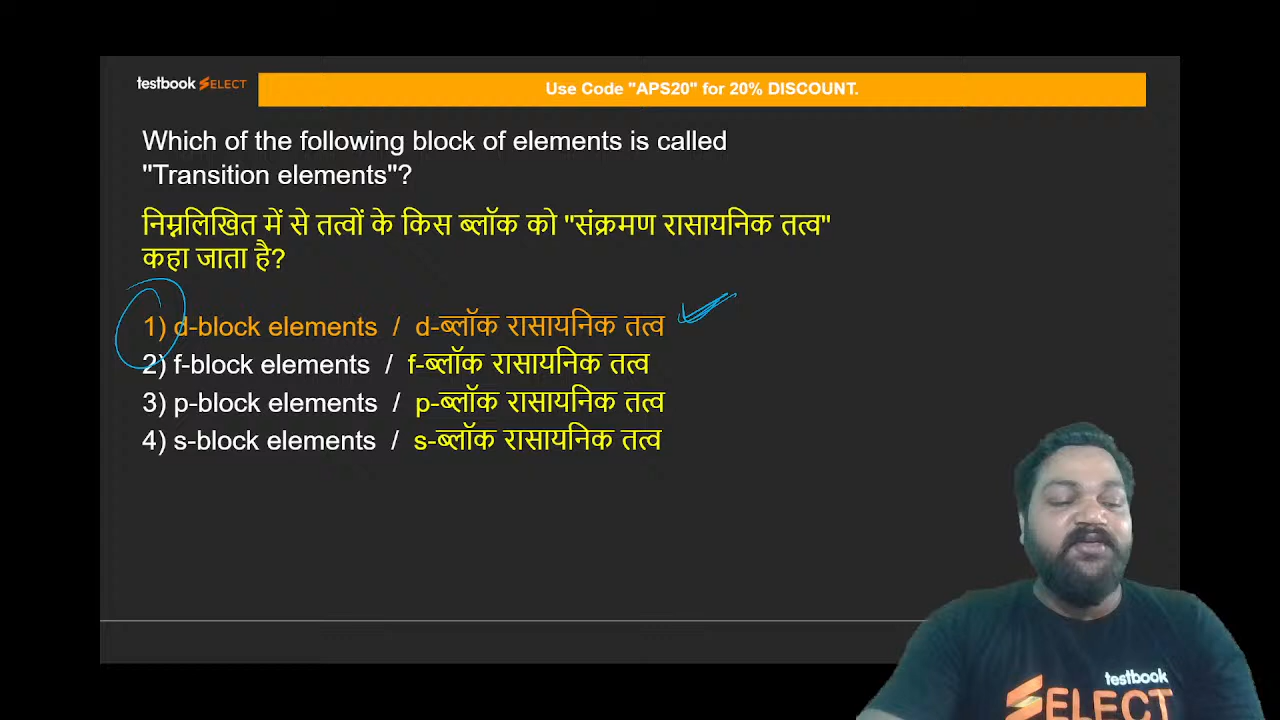 testbook SELECT
Use Code "APS20" for 20% DISCOUNT.
Which of the following block of elements is called
"Transition elements"?
निम्नलिखित में से तत्वों के किस ब्लॉक को "संक्रमण रासायनिक तत्व"
कहा जाता है?
1) d-block elements / d-ब्लॉक रासायनिक तत्व
2) f-block elements / f-ब्लॉक रासायनिक तत्व
3) p-block elements / p-ब्लॉक रासायनिक तत्व
4) s-block elements / s-ब्लॉक रासायनिक तत्व
testbook
SELECT